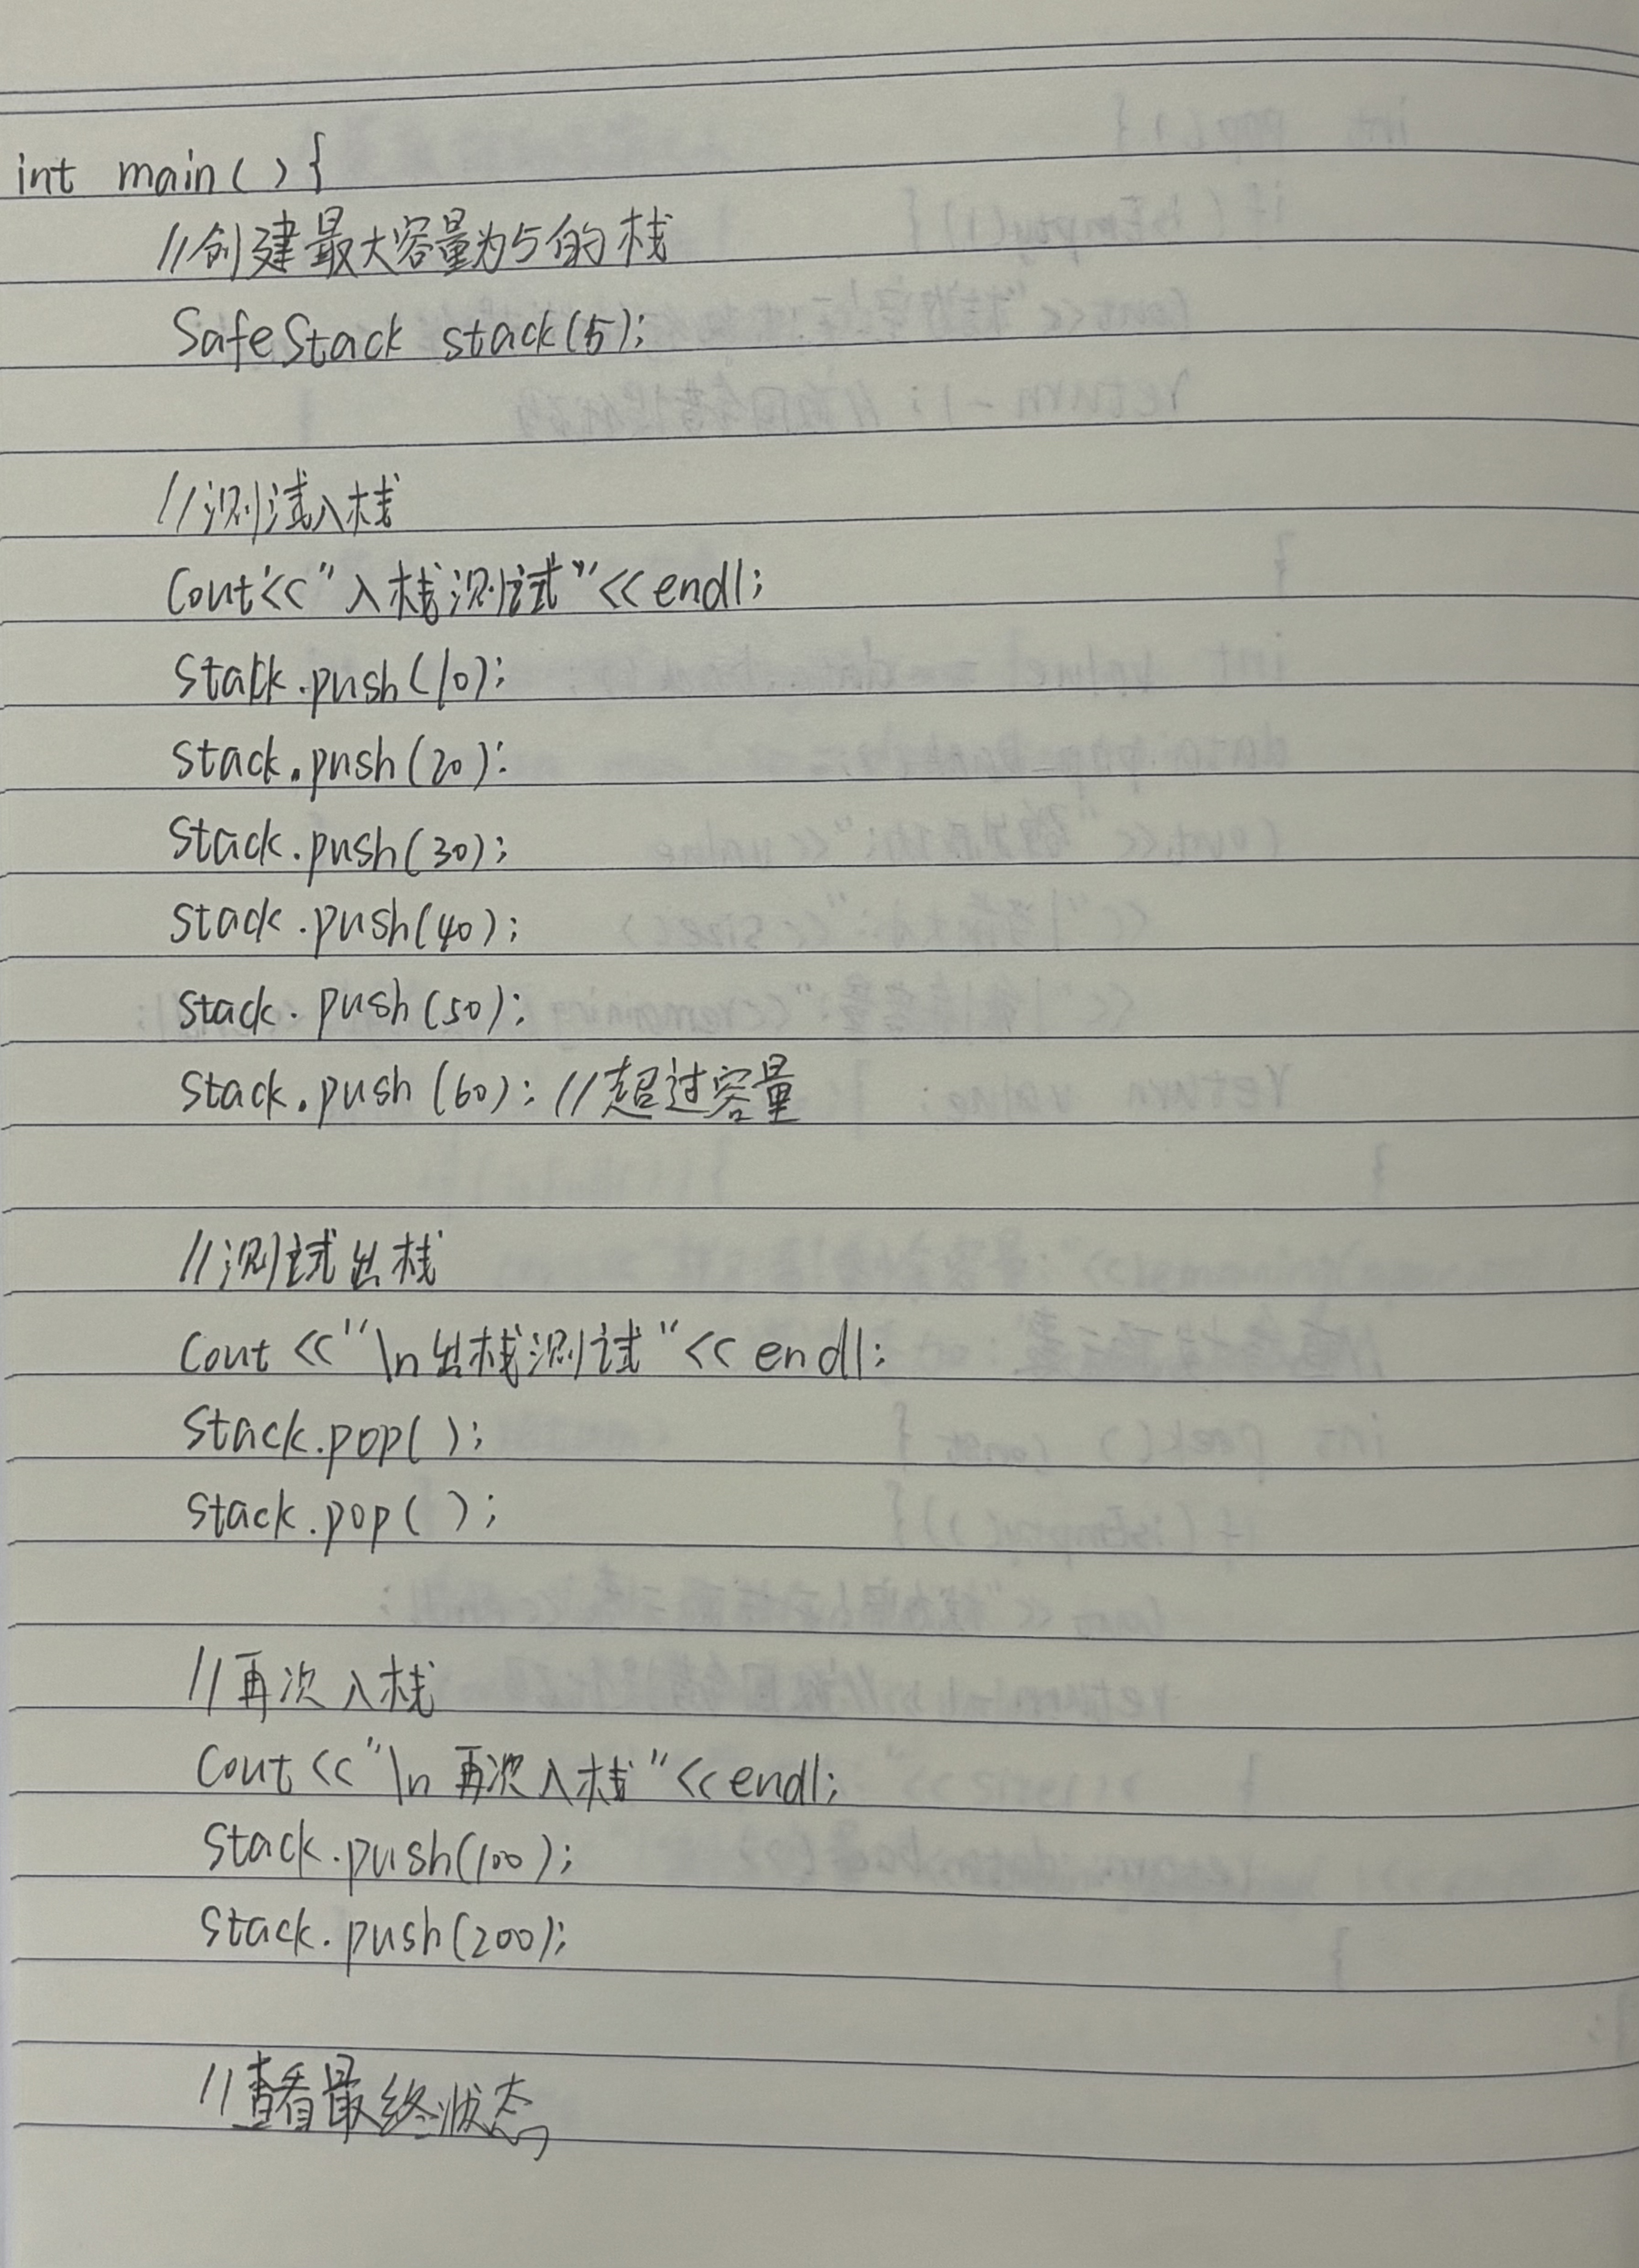 int main(){
//创建最大容量为5的栈
SafeStack stack(5);
//测试入栈
Cout<<"入栈测试"<<endl;
Stack.push(10);
Stack.push(20):
Stack.push(30);
Stack.push(40);
Stack.push(50);
Stack.push(60); //超过容量
//测试出栈
Cout<<"\n出栈测试"<<endl;
Stack.pop();
Stack.pop();
//再次入栈
Cout<<"\n再次入栈"<<endl;
Stack.push(100);
Stack.push(200);
//查看最终状态